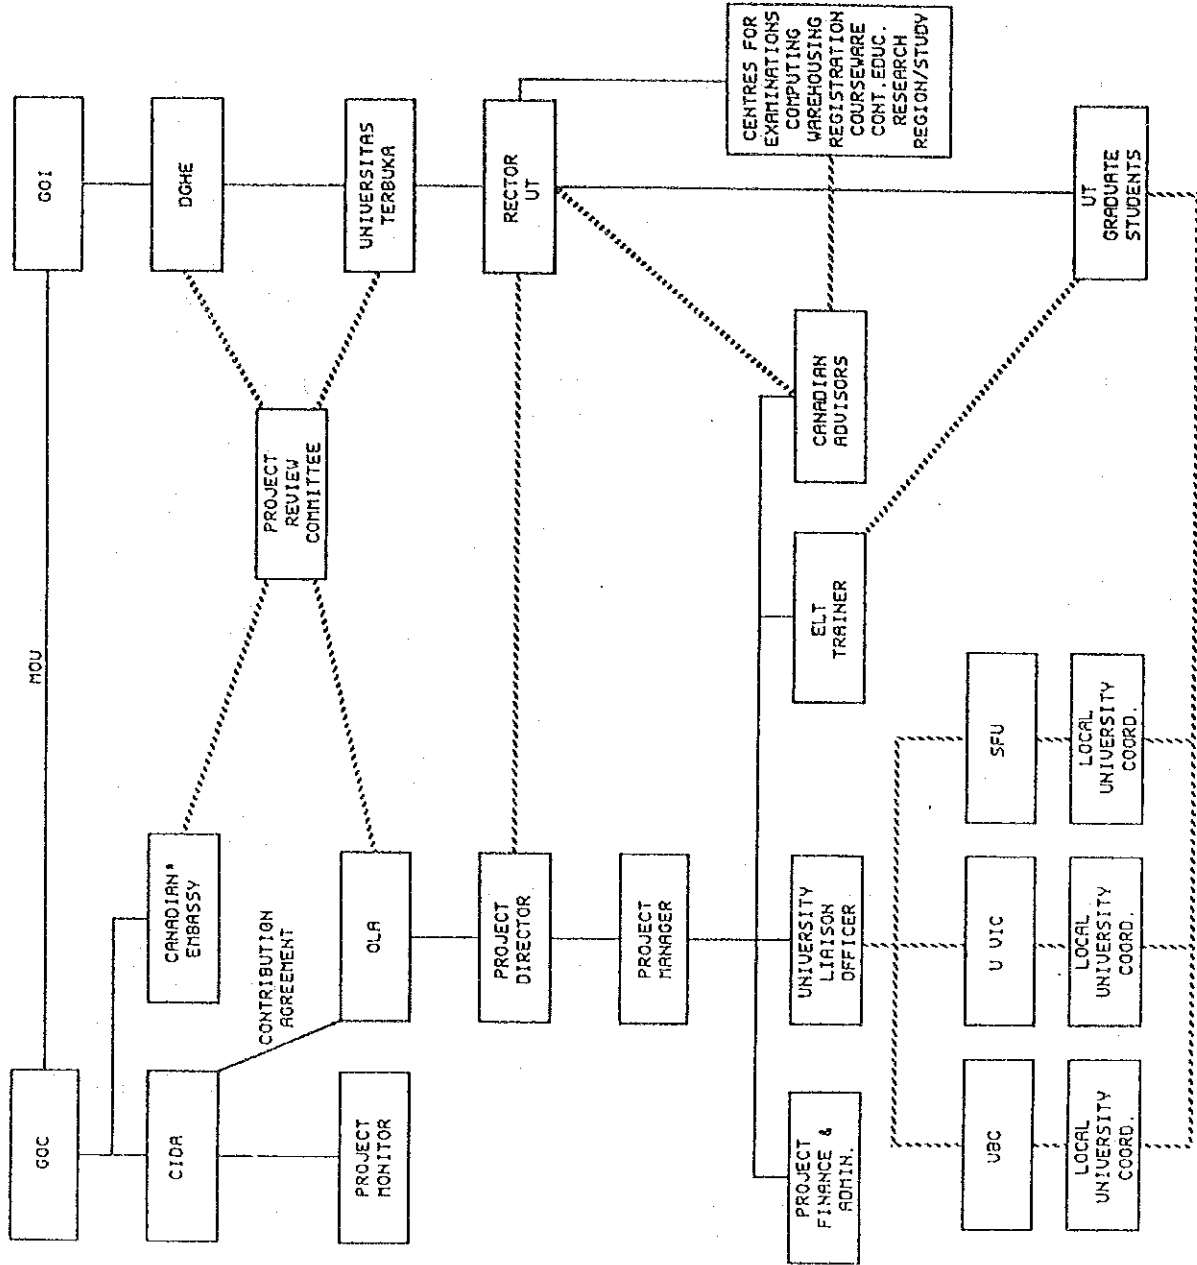 GOC
MOU
GOI
CIDA
CANADIAN*
EMBASSY
DGHE
CONTRIBUTION
AGREEMENT
PROJECT
REVIEW
COMMITTEE
PROJECT
MONITOR
OLA
UNIVERSITAS
TERBUKA
PROJECT
DIRECTOR
RECTOR
UT
PROJECT
MANAGER
CENTRES FOR
EXAMINATIONS
COMPUTING
WAREHOUSING
REGISTRATION
COURSEWARE
CONT.EDUC.
RESEARCH
REGION/STUDY
PROJECT
FINANCE &
ADMIN.
UNIVERSITY
LIAISON
OFFICER
ELT
TRAINER
CANADIAN
ADVISORS
UBC
U VIC
SFU
LOCAL
UNIVERSITY
COORD.
LOCAL
UNIVERSITY
COORD.
LOCAL
UNIVERSITY
COORD.
UT
GRADUATE
STUDENTS